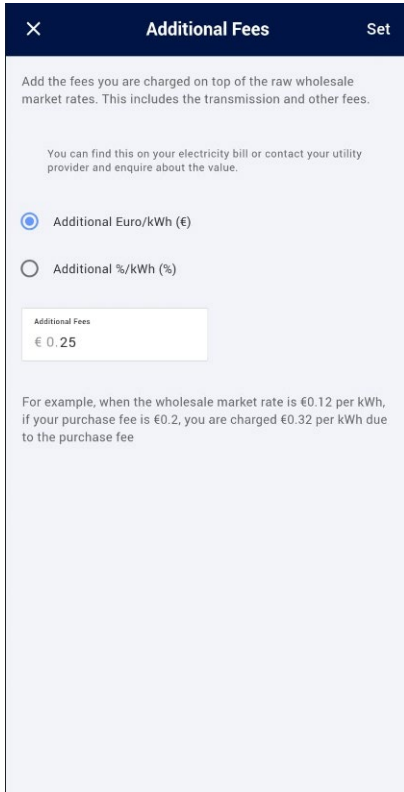 Additional Fees
Set
Add the fees you are charged on top of the raw wholesale
market rates. This includes the transmission and other fees.
You can find this on your electricity bill or contact your utility
provider and enquire about the value.
Additional Euro/kWh (€)
Additional %/kWh (%)
Additional Fees
€ 0.25
For example, when the wholesale market rate is €0.12 per kWh,
if your purchase fee is €0.2, you are charged €0.32 per kWh due
to the purchase fee